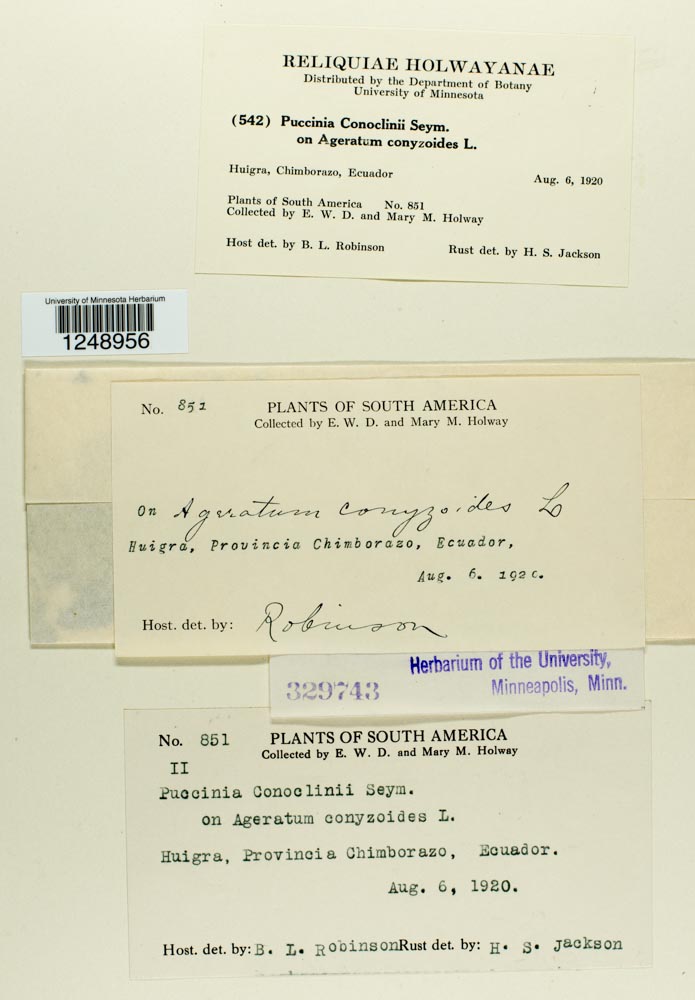 RELIQUIAE HOLWAYANAE
Distributed by the Department of Botany
University of Minnesota
(542) Puccinia Conoclinii Seym.
on Ageratum conyzoides L.
Huigra, Chimborazo, Ecuador Aug. 6, 1920
Plants of South America No. 851
Collected by E. W. D. and Mary M. Holway
Host det. by B. L. Robinson Rust det. by H. S. Jackson
University of Minnesota Herbarium
1248956
No. 851 PLANTS OF SOUTH AMERICA
Collected by E. W. D. and Mary M. Holway
On Ageratum conyzoides L
Huigra, Provincia Chimborazo, Ecuador,
Aug. 6. 1920.
Host. det. by: Robinson
Herbarium of the University,
329743 Minneapolis, Minn.
No. 851 PLANTS OF SOUTH AMERICA
Collected by E. W. D. and Mary M. Holway
II
Puccinia Conoclinii Seym.
on Ageratum conyzoides L.
Huigra, Provincia Chimborazo, Ecuador.
Aug. 6, 1920.
Host. det. by: B. L. Robinson Rust det. by: H. S. Jackson